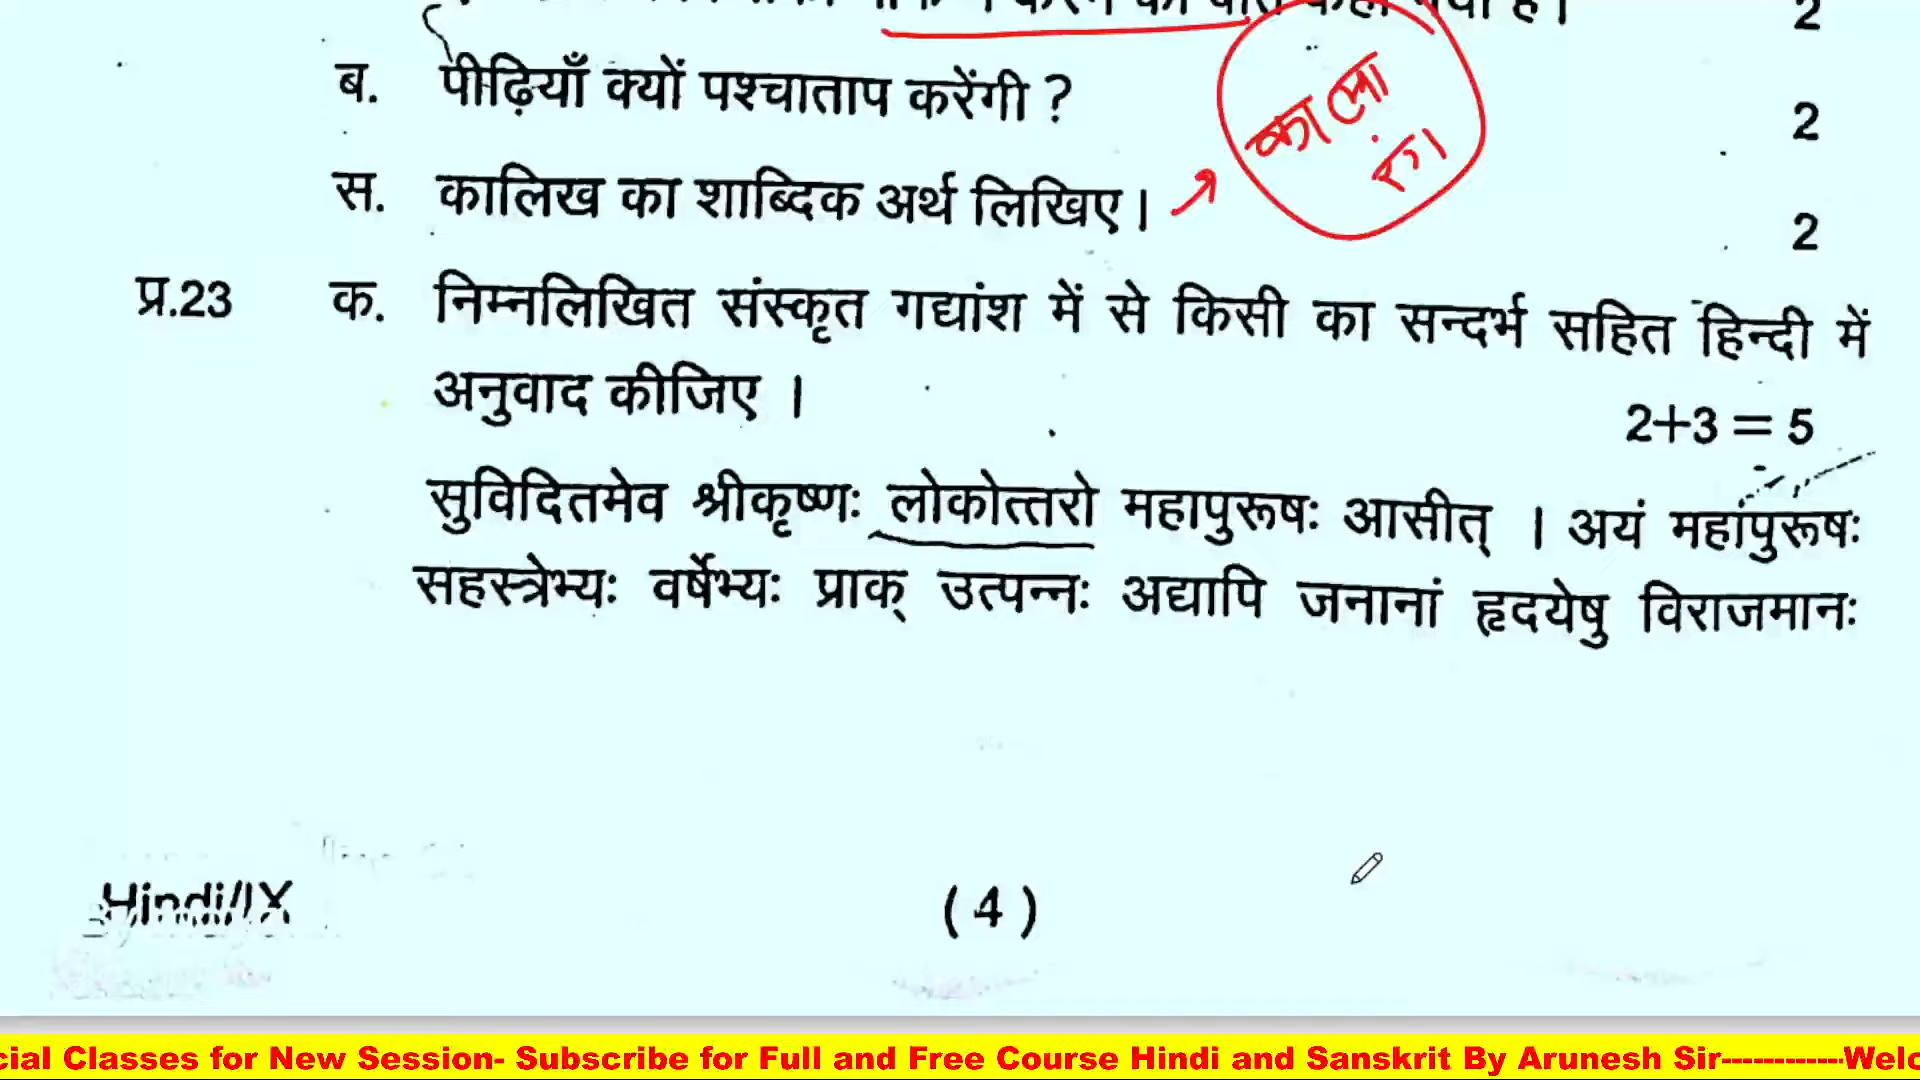 2
ब. पीढ़ियाँ क्यों पश्चाताप करेंगी ? 2
काला
रंग
स. कालिख का शाब्दिक अर्थ लिखिए। 2
प्र.23 क. निम्नलिखित संस्कृत गद्यांश में से किसी का सन्दर्भ सहित हिन्दी में
अनुवाद कीजिए ।
2+3 = 5
सुविदितमेव श्रीकृष्णः लोकोत्तरो महापुरूषः आसीत् । अयं महांपुरूषः
सहस्त्रेभ्यः वर्षेभ्यः प्राक् उत्पन्नः अद्यापि जनानां हृदयेषु विराजमानः
Hindi/IX (4)
cial Classes for New Session- Subscribe for Full and Free Course Hindi and Sanskrit By Arunesh Sir-----------Welc